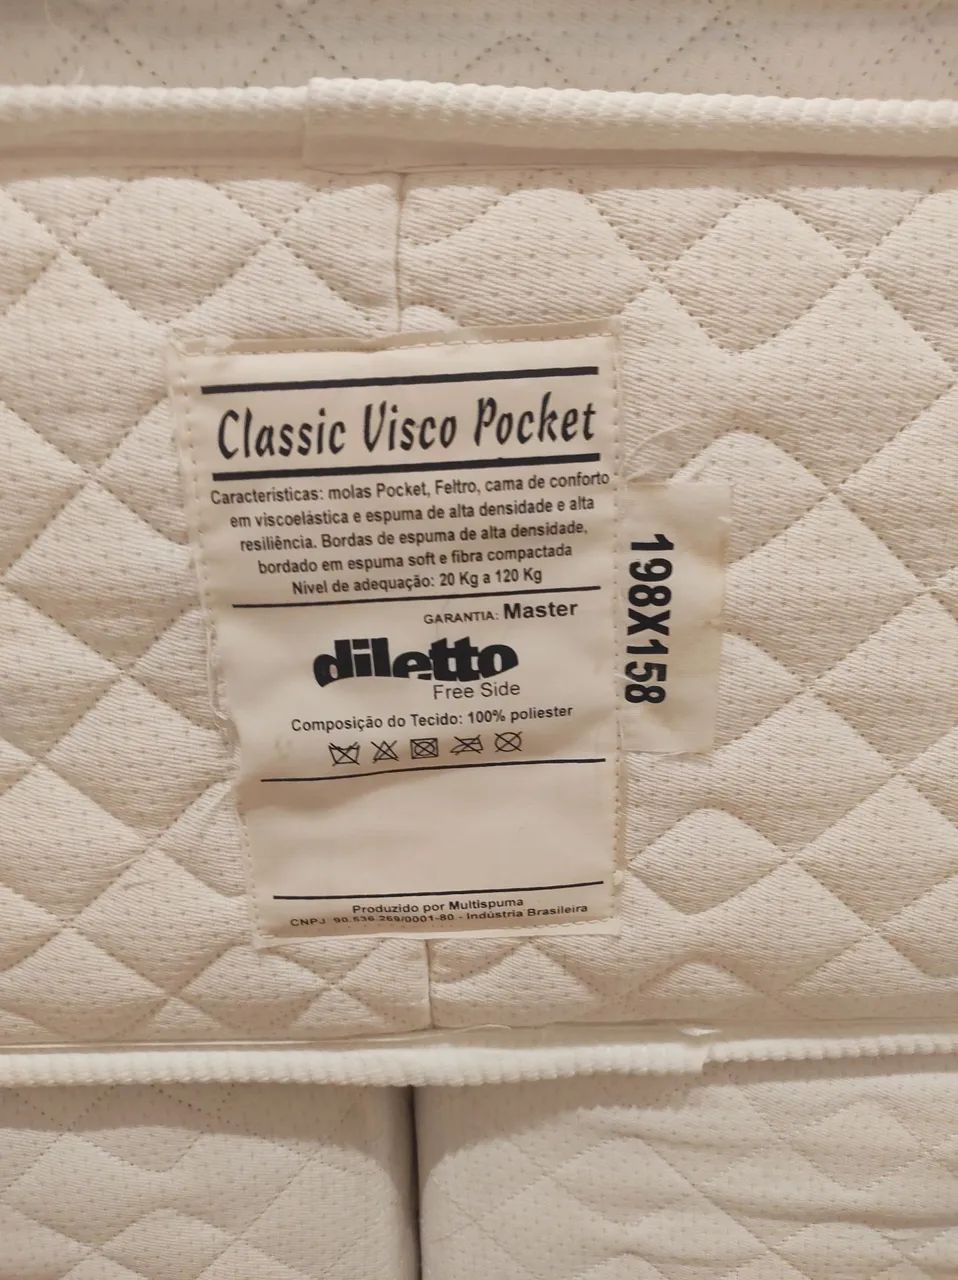 Classic Visco Pocket
Características: molas Pocket, Feltro, cama de conforto
em viscoelástica e espuma de alta densidade e alta
resiliência. Bordas de espuma de alta densidade,
bordado em espuma soft e fibra compactada
Nível de adequação: 20 Kg a 120 Kg
GARANTIA: Master
diletto
Free Side
Composição do Tecido: 100% poliester
Produzido por Multispuma
CNPJ 90.536.269/0001-80 - Indústria Brasileira
198X158